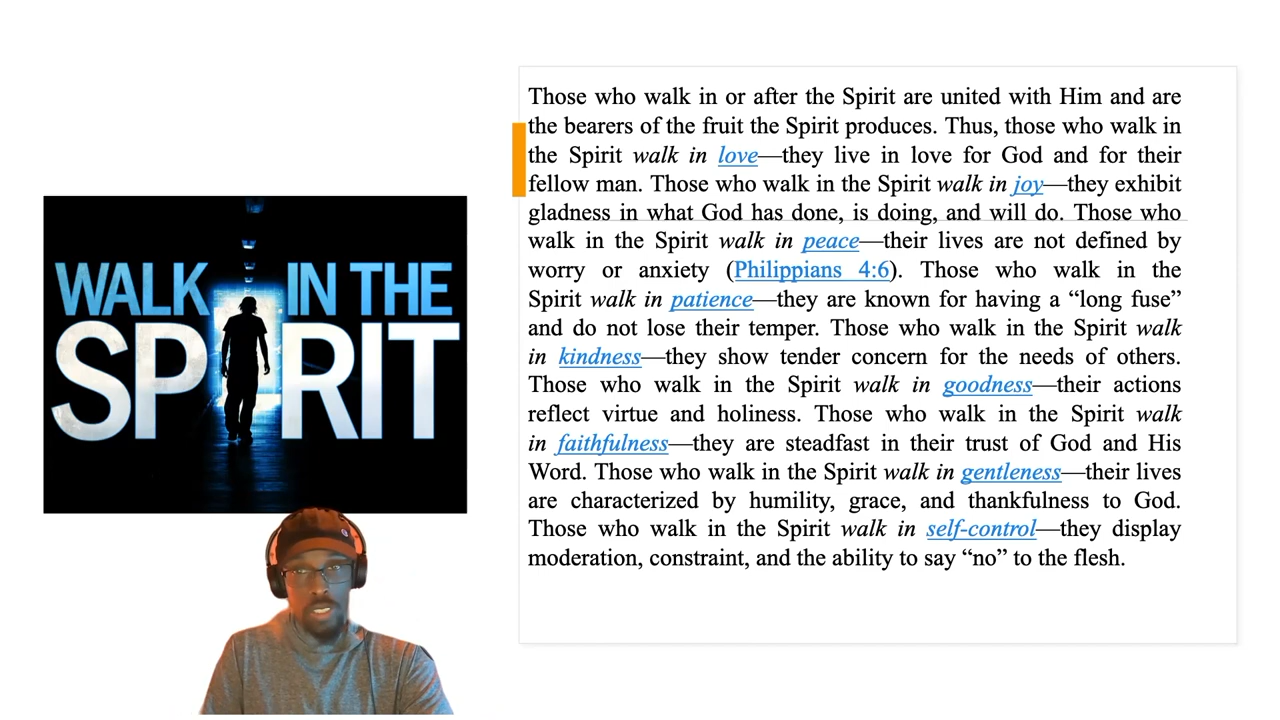 WALK IN THE
SPIRIT
Those who walk in or after the Spirit are united with Him and are
the bearers of the fruit the Spirit produces. Thus, those who walk in
the Spirit walk in love—they live in love for God and for their
fellow man. Those who walk in the Spirit walk in joy—they exhibit
gladness in what God has done, is doing, and will do. Those who
walk in the Spirit walk in peace—their lives are not defined by
worry or anxiety (Philippians 4:6). Those who walk in the
Spirit walk in patience—they are known for having a “long fuse”
and do not lose their temper. Those who walk in the Spirit walk
in kindness—they show tender concern for the needs of others.
Those who walk in the Spirit walk in goodness—their actions
reflect virtue and holiness. Those who walk in the Spirit walk
in faithfulness—they are steadfast in their trust of God and His
Word. Those who walk in the Spirit walk in gentleness—their lives
are characterized by humility, grace, and thankfulness to God.
Those who walk in the Spirit walk in self-control—they display
moderation, constraint, and the ability to say “no” to the flesh.